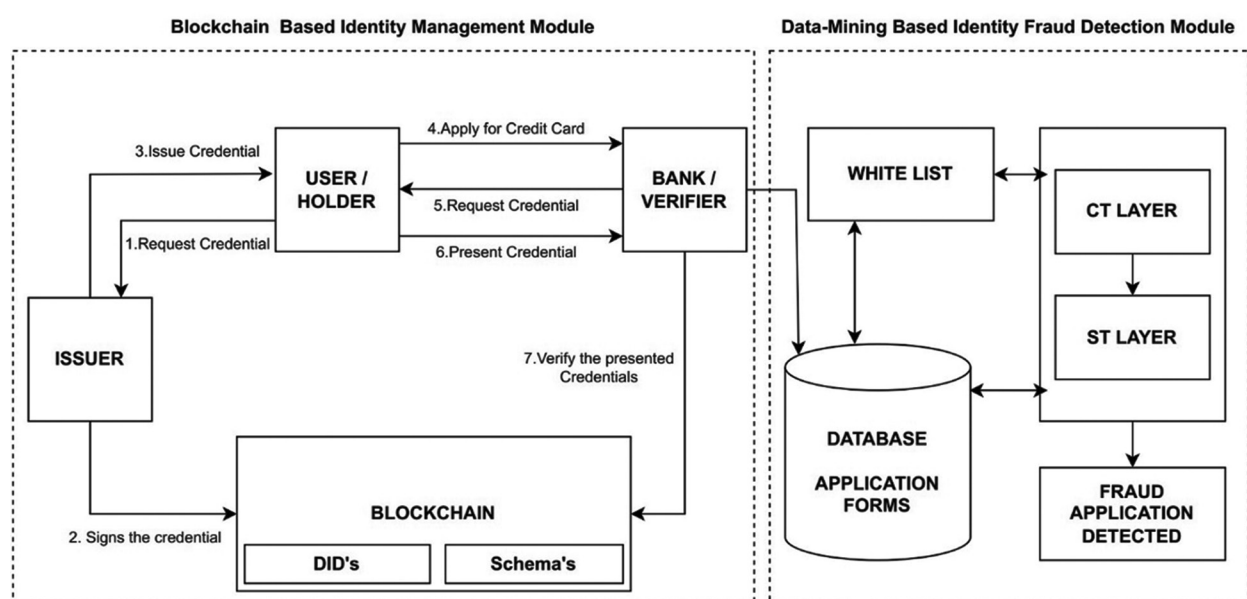 Blockchain Based Identity Management Module
Data-Mining Based Identity Fraud Detection Module
3.Issue Credential
USER /
HOLDER
4.Apply for Credit Card
BANK /
VERIFIER
5.Request Credential
6.Present Credential
1.Request Credential
ISSUER
7.Verify the presented
Credentials
2. Signs the credential
BLOCKCHAIN
DID's
Schema's
WHITE LIST
CT LAYER
ST LAYER
DATABASE
APPLICATION
FORMS
FRAUD
APPLICATION
DETECTED